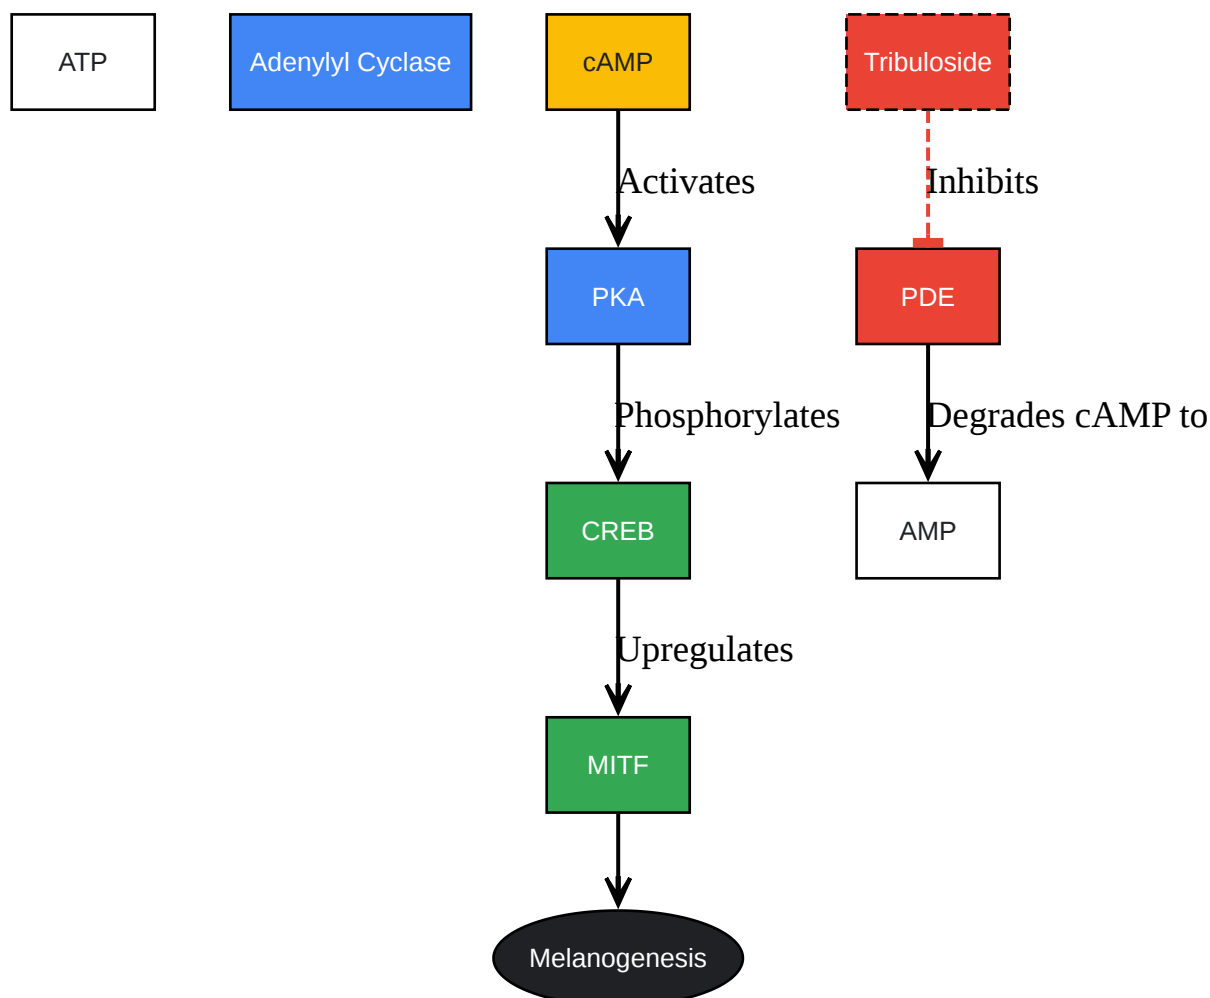 ATP
Adenylyl Cyclase
cAMP
Tribuloside
Activates
Inhibits
PKA
PDE
Phosphorylates
Degrades cAMP to
CREB
AMP
Upregulates
MITF
Melanogenesis